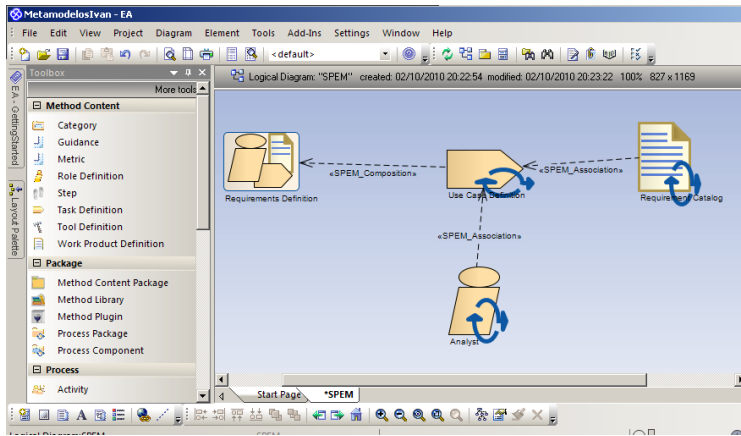 MetamodelosIvan - EA
File Edit View Project Diagram Element Tools Add-Ins Settings Window Help
<default>
Toolbox
Logical Diagram: "SPEM" created: 02/10/2010 20:22:54 modified: 02/10/2010 20:23:22 100% 827 x 1169
More tools
EA - GettingStarted
Layout Palette
Method Content
Category
Guidance
Metric
Role Definition
Step
Task Definition
Tool Definition
Work Product Definition
Package
Method Content Package
Method Library
Method Plugin
Process Package
Process Component
Process
Activity
«SPEM_Composition»
«SPEM_Association»
Requirements Definition
Use Case Definition
Requirement Catalog
«SPEM_Association»
Analyst
Start Page *SPEM
Logical Diagram:SPEM SPEM